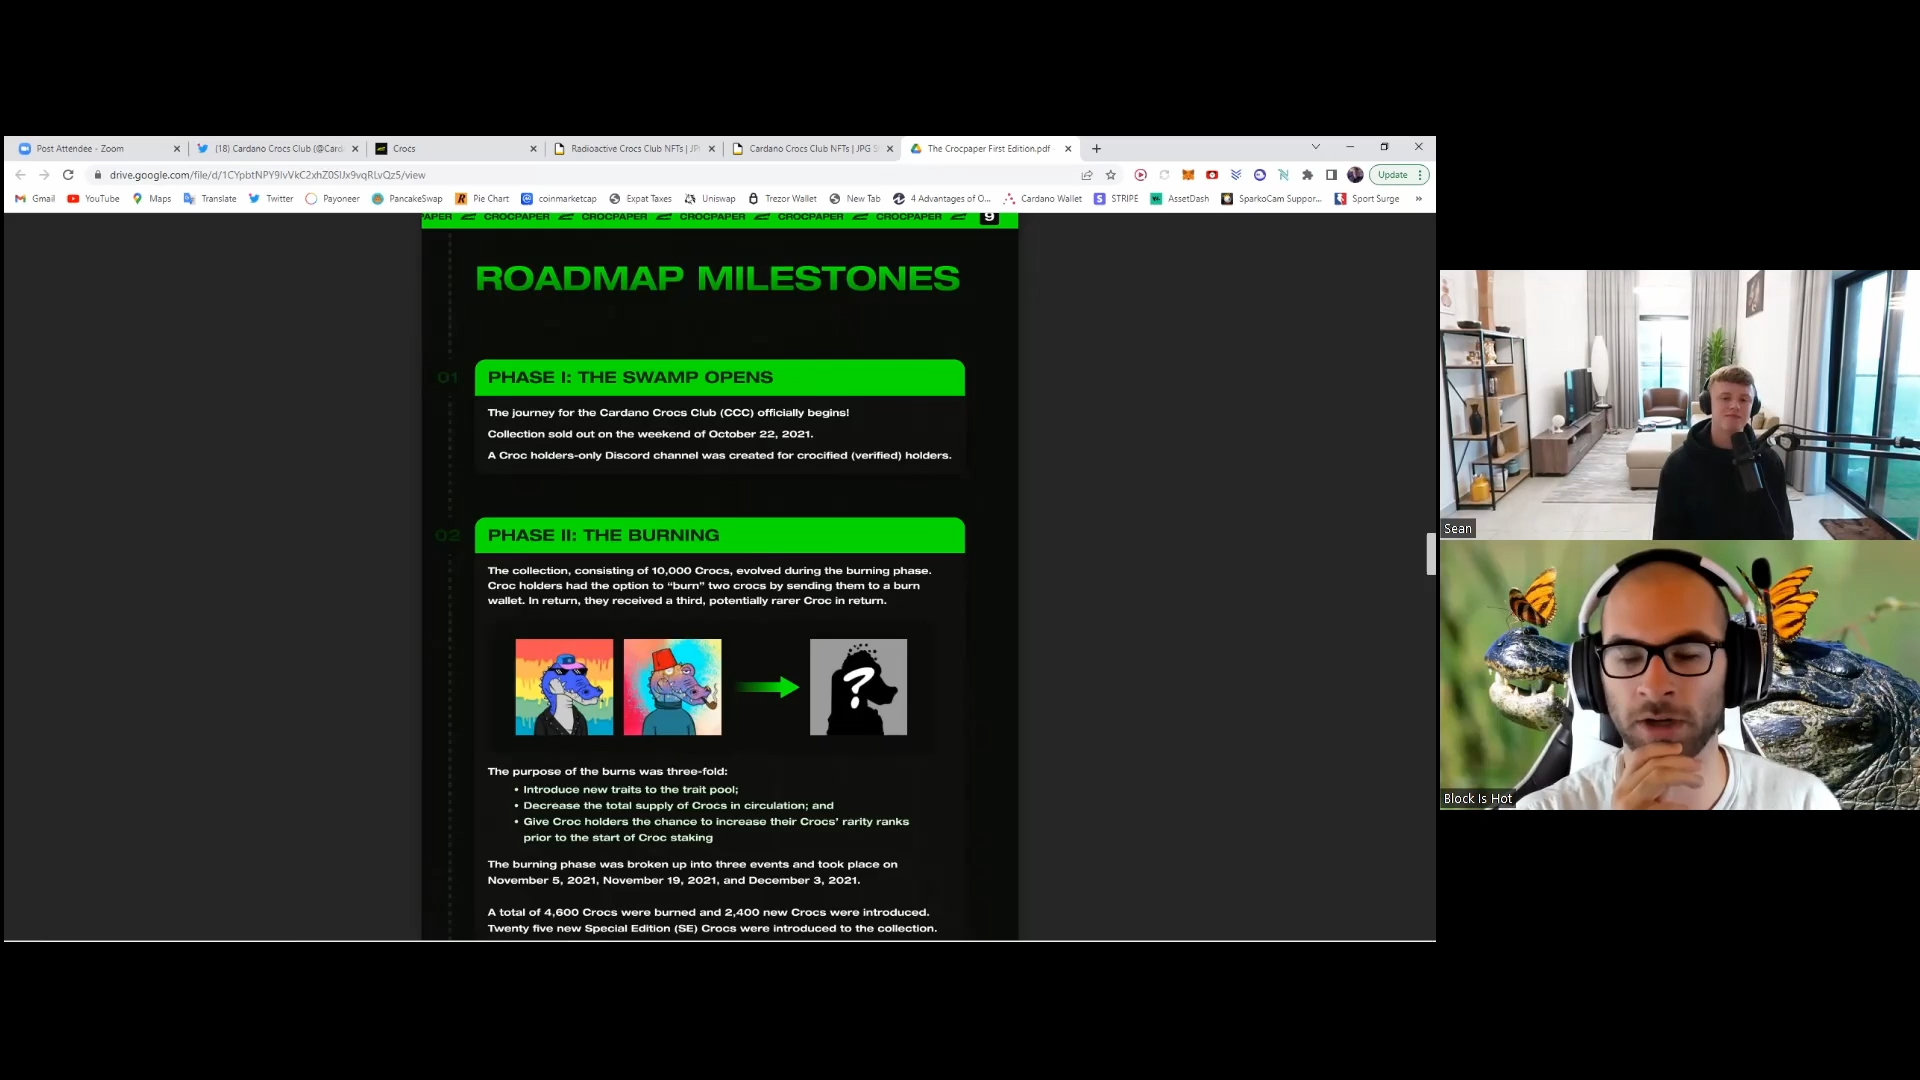 Post Attendee - Zoom
(18) Cardano Crocs Club (@Card
Crocs
Radioactive Crocs Club NFTs | JP
Cardano Crocs Club NFTs | JPG S
The Crocpaper First Edition.pdf
drive.google.com/file/d/1CYpbtNPY9lvVkC2xhZ0SIJx9vqRLvQz5/view
Update
Gmail
YouTube
Maps
Translate
Twitter
Payoneer
PancakeSwap
Pie Chart
coinmarketcap
Expat Taxes
Uniswap
Trezor Wallet
New Tab
4 Advantages of O...
Cardano Wallet
STRIPE
AssetDash
SparkoCam Suppor...
Sport Surge
PAPER CROCPAPER CROCPAPER CROCPAPER CROCPAPER CROCPAPER 9
ROADMAP MILESTONES
01
PHASE I: THE SWAMP OPENS
The journey for the Cardano Crocs Club (CCC) officially begins!
Collection sold out on the weekend of October 22, 2021.
A Croc holders-only Discord channel was created for crocified (verified) holders.
02
PHASE II: THE BURNING
The collection, consisting of 10,000 Crocs, evolved during the burning phase.
Croc holders had the option to “burn” two crocs by sending them to a burn
wallet. In return, they received a third, potentially rarer Croc in return.
?
The purpose of the burns was three-fold:
• Introduce new traits to the trait pool;
• Decrease the total supply of Crocs in circulation; and
• Give Croc holders the chance to increase their Crocs’ rarity ranks
prior to the start of Croc staking
The burning phase was broken up into three events and took place on
November 5, 2021, November 19, 2021, and December 3, 2021.
A total of 4,600 Crocs were burned and 2,400 new Crocs were introduced.
Twenty five new Special Edition (SE) Crocs were introduced to the collection.
Sean
Block Is Hot